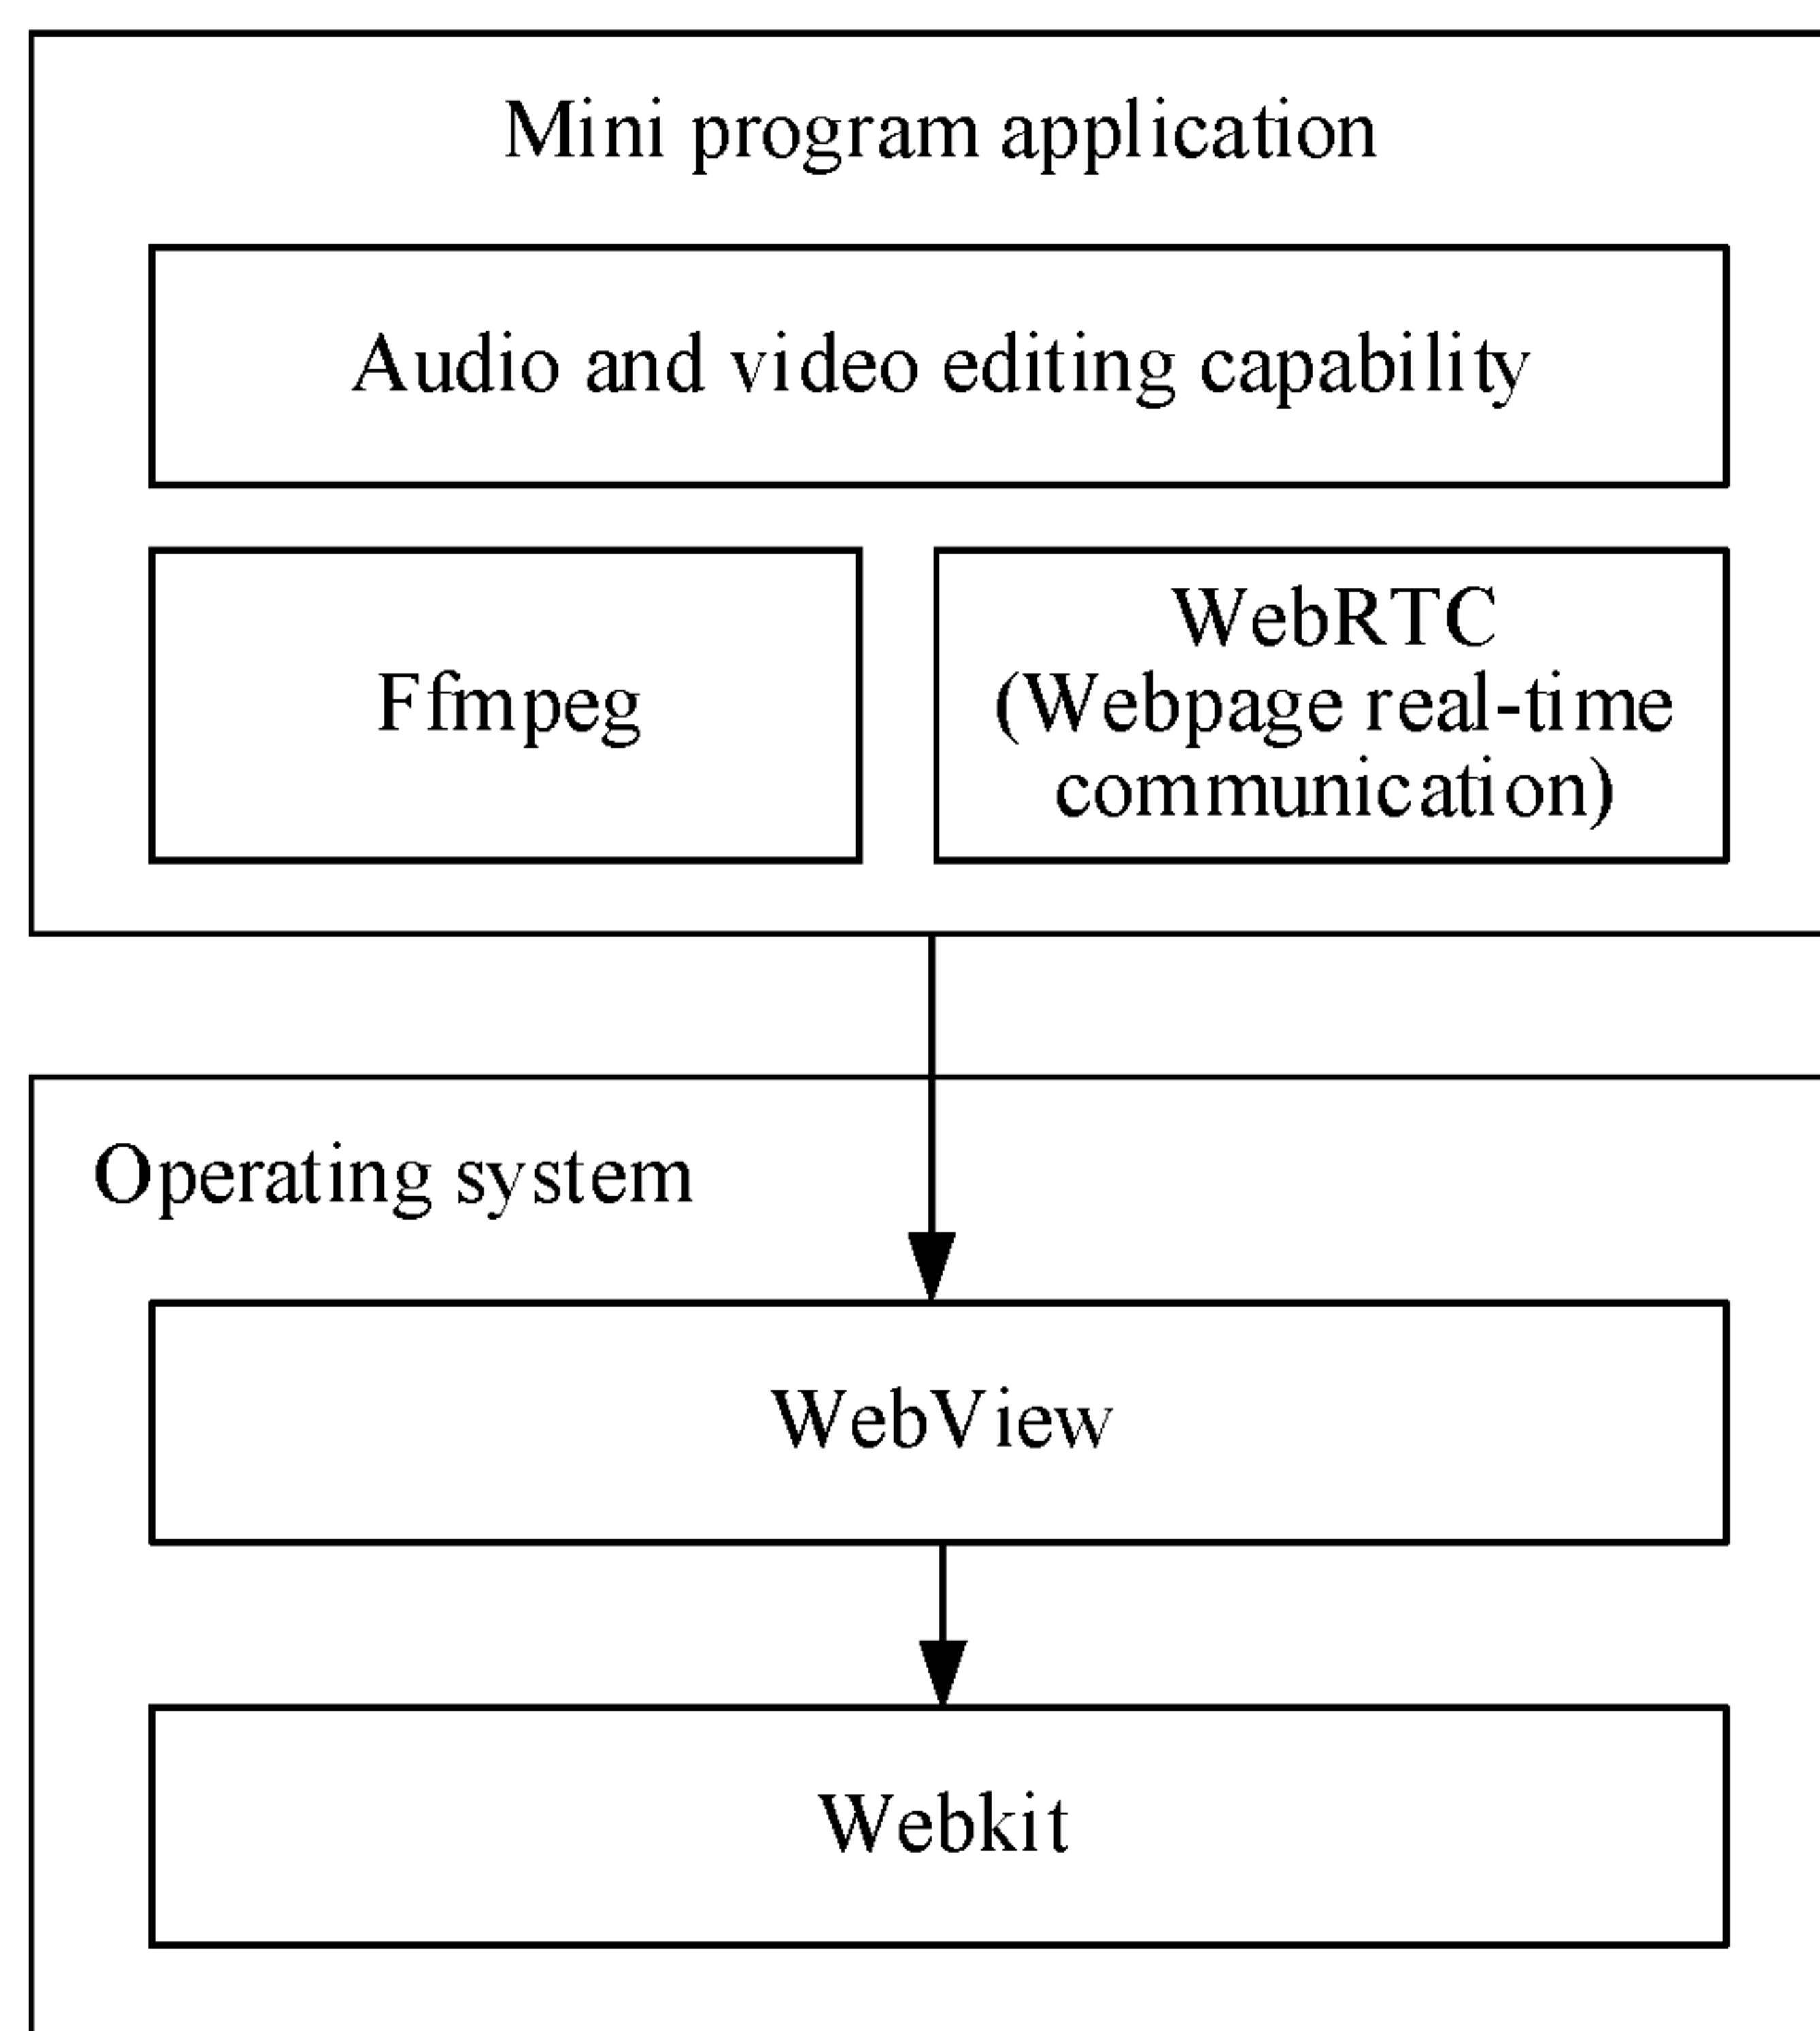 Mini program application
Audio and video editing capability
Ffmpeg
WebRTC
(Webpage real-time
communication)
Operating system
WebView
Webkit